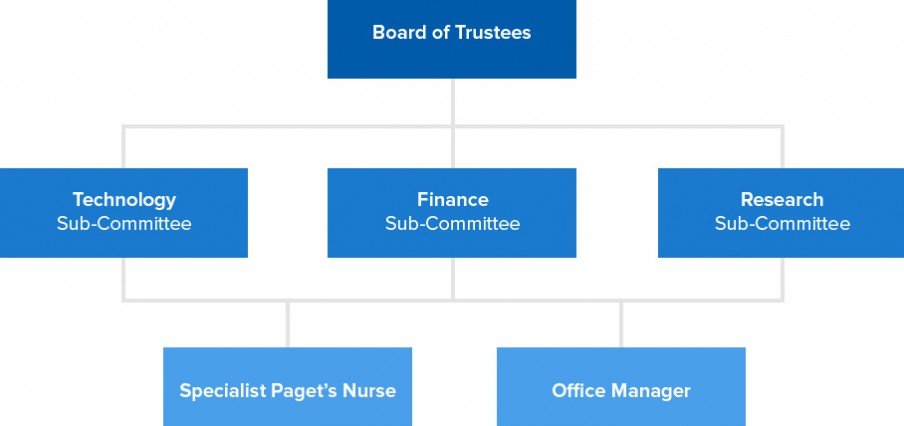 Board of Trustees
Technology
Sub-Committee
Finance
Sub-Committee
Research
Sub-Committee
Specialist Paget’s Nurse
Office Manager